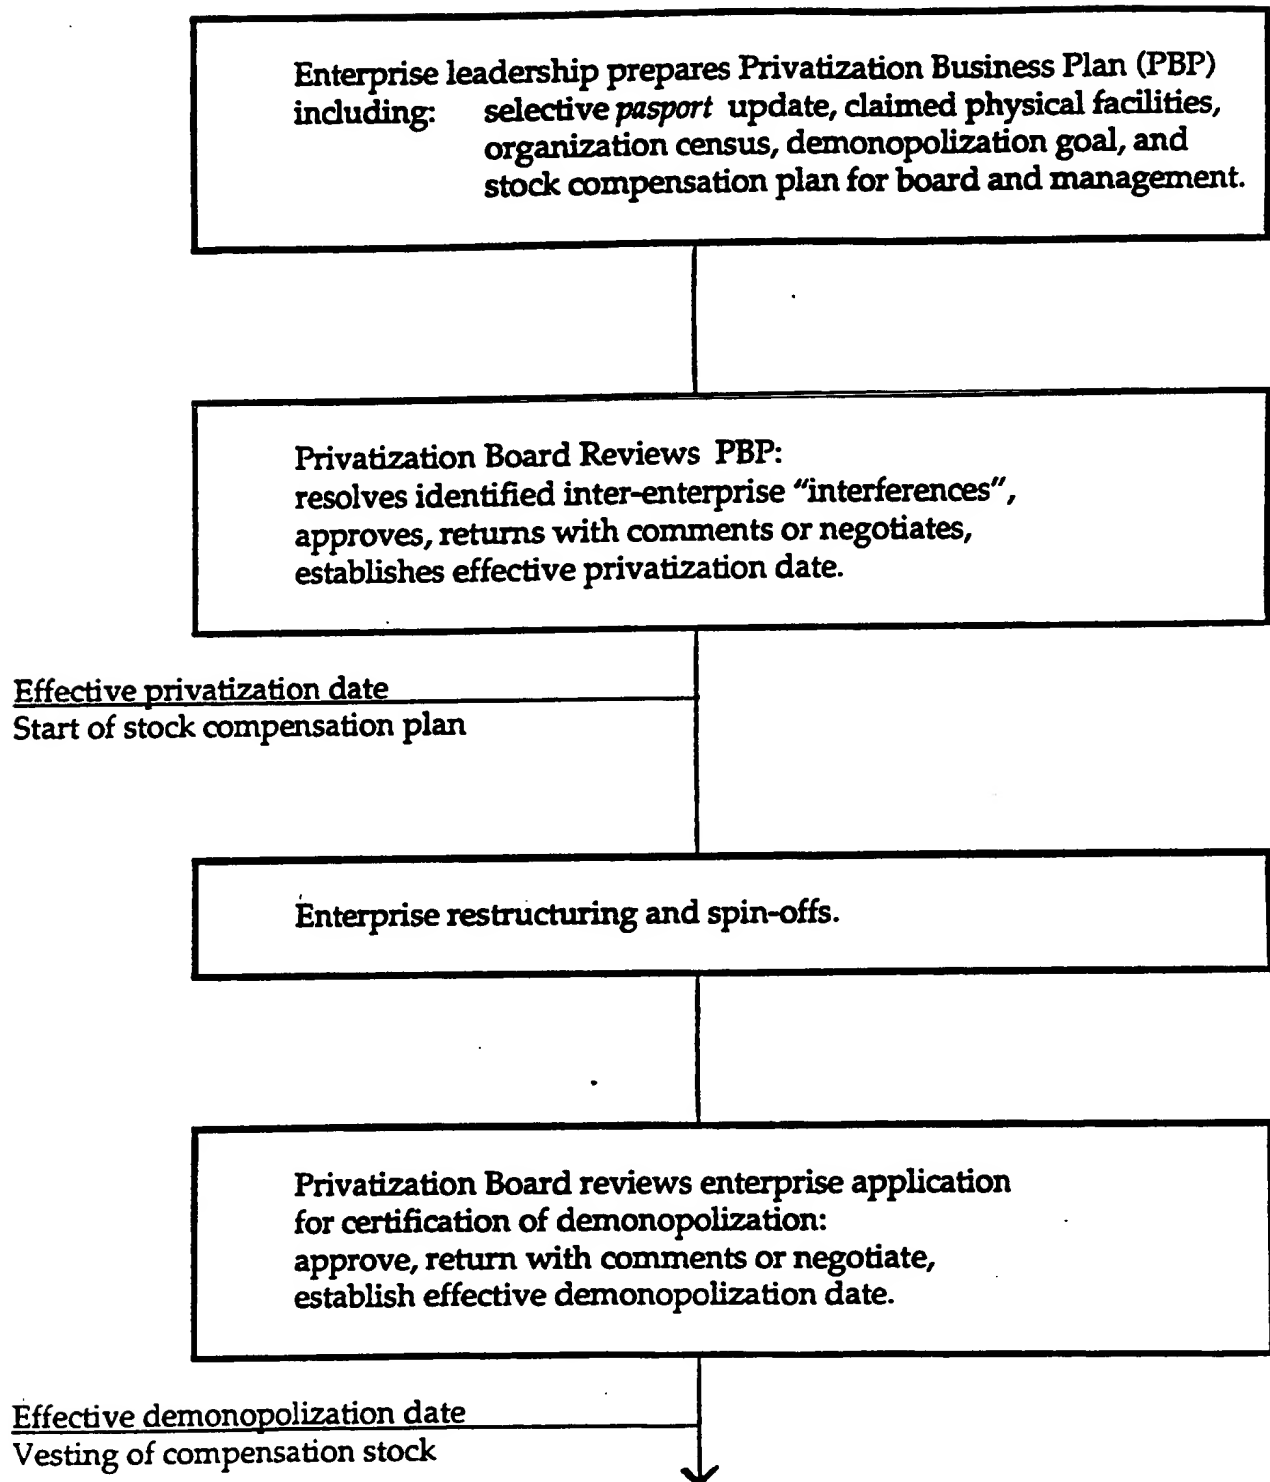 Enterprise leadership prepares Privatization Business Plan (PBP)
including: selective pasport update, claimed physical facilities,
organization census, demonopolization goal, and
stock compensation plan for board and management.
Privatization Board Reviews PBP:
resolves identified inter-enterprise "interferences",
approves, returns with comments or negotiates,
establishes effective privatization date.
Effective privatization date
Start of stock compensation plan
Enterprise restructuring and spin-offs.
Privatization Board reviews enterprise application
for certification of demonopolization:
approve, return with comments or negotiate,
establish effective demonopolization date.
Effective demonopolization date
Vesting of compensation stock